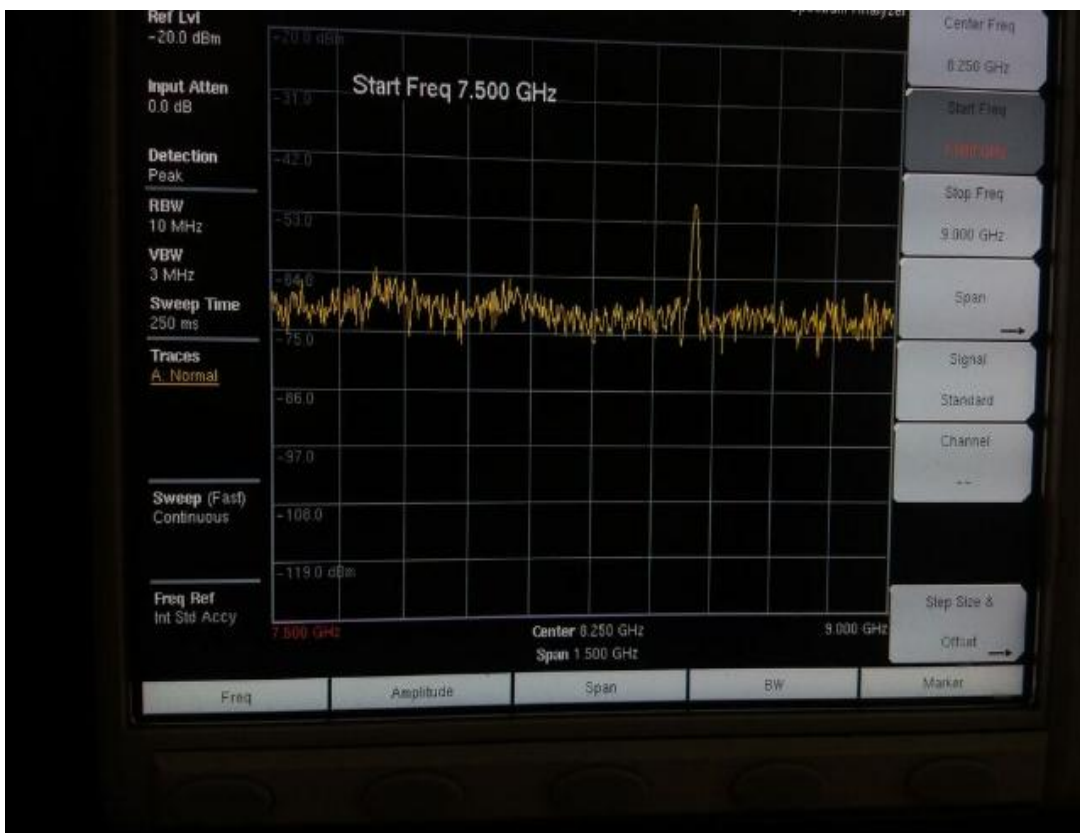 Ref Lvl
-20.0 dBm
Input Atten
0.0 dB
Detection
Peak
RBW
10 MHz
VBW
3 MHz
Sweep Time
250 ms
Traces
A: Normal
Sweep (Fast)
Continuous
Freq Ref
Int Std Accy
Spectrum Analyzer
-20.0 dBm
Start Freq 7.500 GHz
-31.0
-42.0
-53.0
-64.0
-75.0
-86.0
-97.0
-108.0
-119.0 dBm
7.500 GHz
Center 8.250 GHz
9.000 GHz
Span 1.500 GHz
Center Freq
8.250 GHz
Start Freq
Stop Freq
9.000 GHz
Span
Signal
Standard
Channel
--
Step Size &
Offset
Freq
Amplitude
Span
BW
Marker